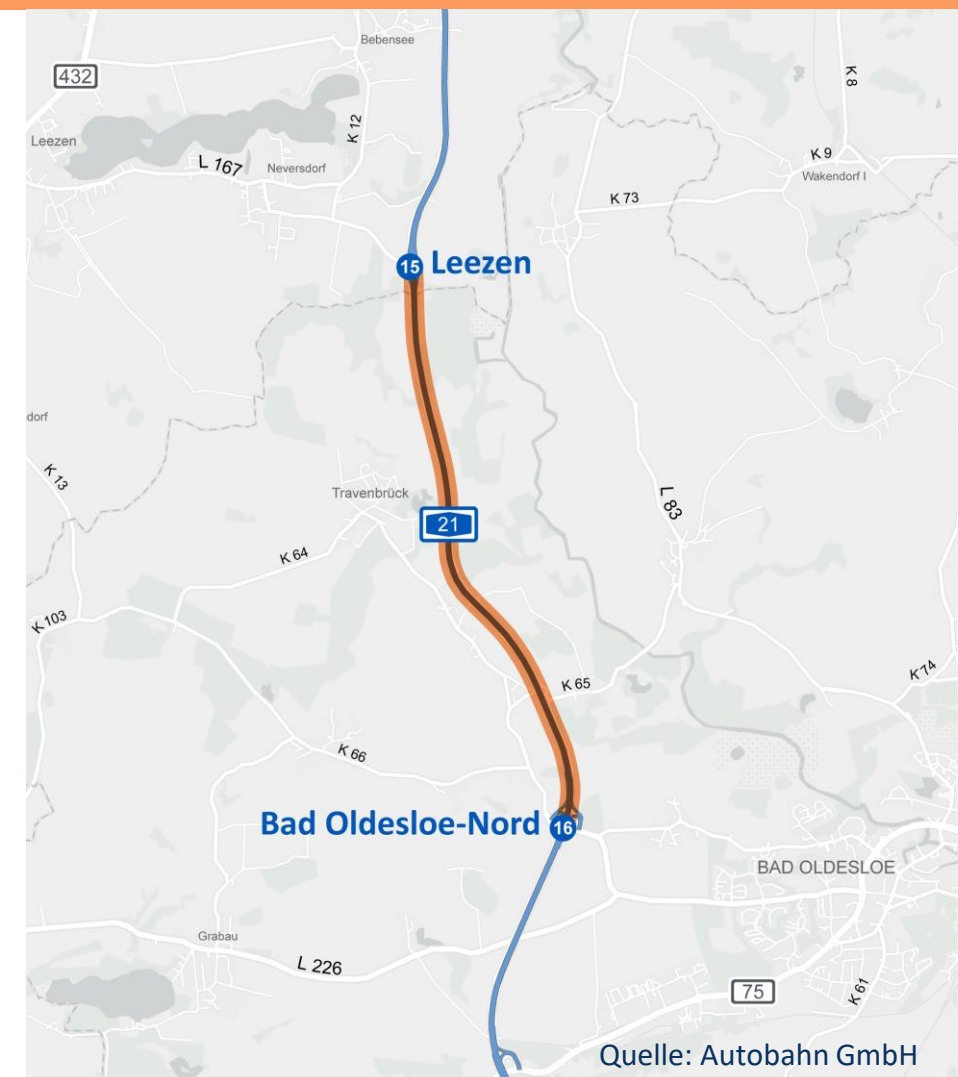 Bebensee
432
K 8
K 12
Leezen
L 167
Neversdorf
K 9
Wakendorf I
K 73
15 Leezen
dorf
K 13
Travenbrück
L 83
21
K 64
K 103
K 65
K 74
K 66
Bad Oldesloe-Nord 16
BAD OLDESLOE
Grabau
L 226
75
K 61
Quelle: Autobahn GmbH